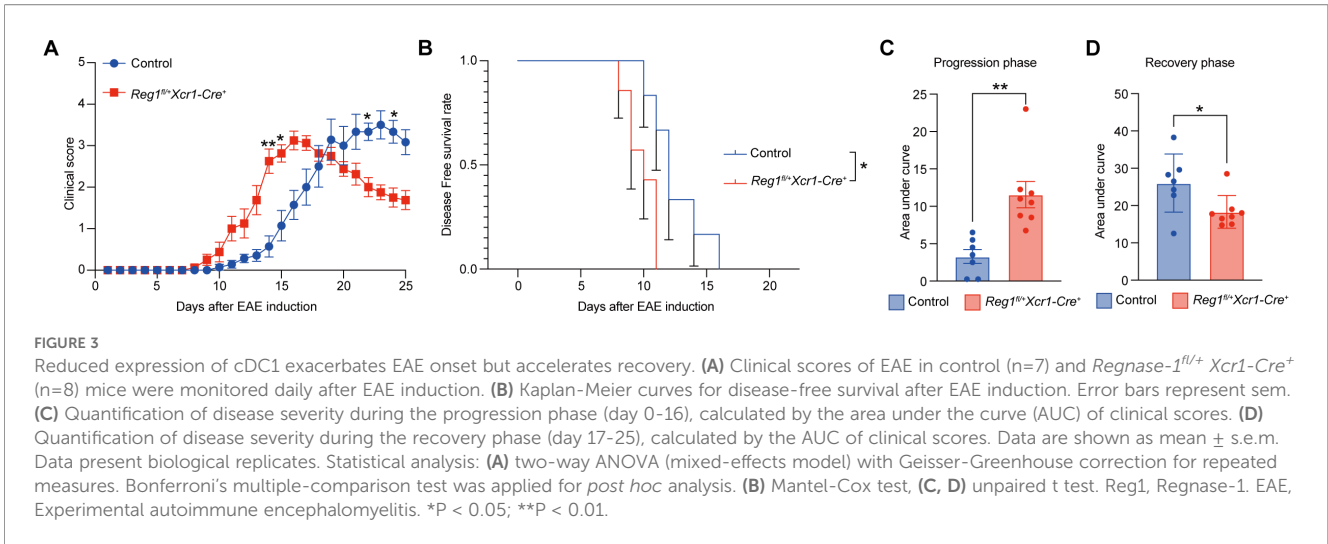 A
B
C
D
Control
Reg1fl/+Xcr1-Cre+
Clinical score
5
4
3
2
1
0
** *
* *
0 5 10 15 20 25
Days after EAE induction
Disease Free survival rate
1.0
0.5
0.0
Control
Reg1fl/+Xcr1-Cre+
*
0 5 10 15 20
Days after EAE induction
Progression phase
Area under curve
25
20
15
10
5
0
**
Control Reg1fl/+Xcr1-Cre+
Recovery phase
Area under curve
50
40
30
20
10
0
*
Control Reg1fl/+Xcr1-Cre+
FIGURE 3
Reduced expression of cDC1 exacerbates EAE onset but accelerates recovery. (A) Clinical scores of EAE in control (n=7) and Regnase-1fl/+ Xcr1-Cre+
(n=8) mice were monitored daily after EAE induction. (B) Kaplan-Meier curves for disease-free survival after EAE induction. Error bars represent sem.
(C) Quantification of disease severity during the progression phase (day 0-16), calculated by the area under the curve (AUC) of clinical scores. (D)
Quantification of disease severity during the recovery phase (day 17-25), calculated by the AUC of clinical scores. Data are shown as mean ± s.e.m.
Data present biological replicates. Statistical analysis: (A) two-way ANOVA (mixed-effects model) with Geisser-Greenhouse correction for repeated
measures. Bonferroni's multiple-comparison test was applied for post hoc analysis. (B) Mantel-Cox test, (C, D) unpaired t test. Reg1, Regnase-1. EAE,
Experimental autoimmune encephalomyelitis. *P < 0.05; **P < 0.01.